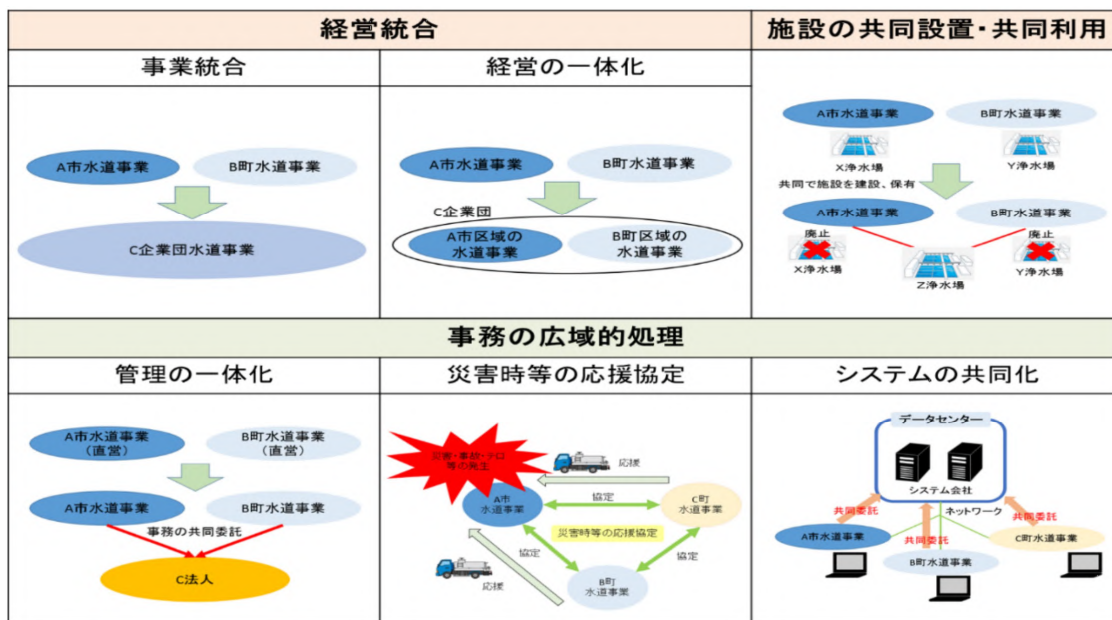 経営統合
施設の共同設置・共同利用
事業統合
経営の一体化
A市水道事業
B町水道事業
C企業団水道事業
A市水道事業
B町水道事業
C企業団
A市区域の
水道事業
B町区域の
水道事業
A市水道事業
B町水道事業
X浄水場
Y浄水場
共同で施設を建設、保有
A市水道事業
B町水道事業
廃止
廃止
X浄水場
Z浄水場
Y浄水場
事務の広域的処理
管理の一体化
災害時等の応援協定
システムの共同化
A市水道事業
(直営)
B町水道事業
(直営)
A市水道事業
B町水道事業
事務の共同委託
C法人
災害・事故・テロ
等の発生
応援
A市
水道事業
協定
C町
水道事業
災害時等の応援協定
協定
協定
応援
B町
水道事業
データセンター
システム会社
共同委託
ネットワーク
共同委託
共同委託
A市水道事業
B町水道事業
C町水道事業